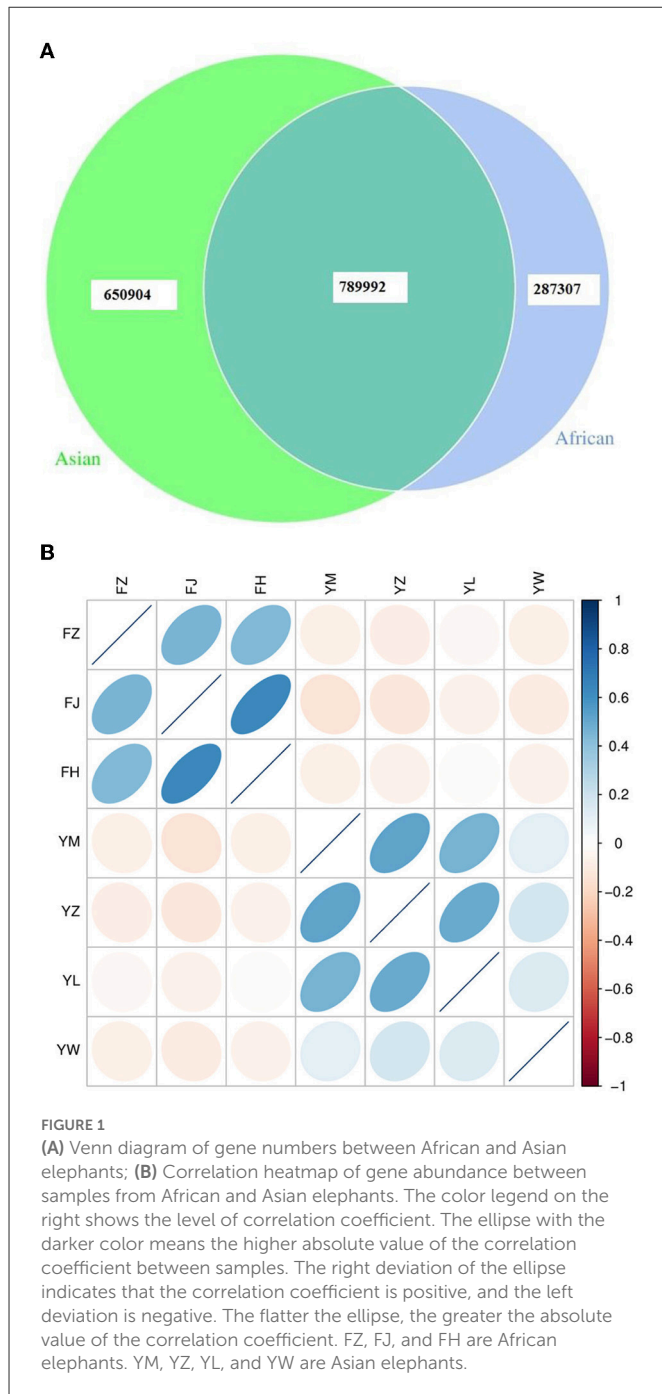 A
650904
789992
287307
Asian
African
B
FZ FJ FH YM YZ YL YW
FZ
FJ
FH
YM
YZ
YL
YW
1
0.8
0.6
0.4
0.2
0
−0.2
−0.4
−0.6
−0.8
−1
FIGURE 1
(A) Venn diagram of gene numbers between African and Asian
elephants; (B) Correlation heatmap of gene abundance between
samples from African and Asian elephants. The color legend on the
right shows the level of correlation coefficient. The ellipse with the
darker color means the higher absolute value of the correlation
coefficient between samples. The right deviation of the ellipse
indicates that the correlation coefficient is positive, and the left
deviation is negative. The flatter the ellipse, the greater the absolute
value of the correlation coefficient. FZ, FJ, and FH are African
elephants. YM, YZ, YL, and YW are Asian elephants.